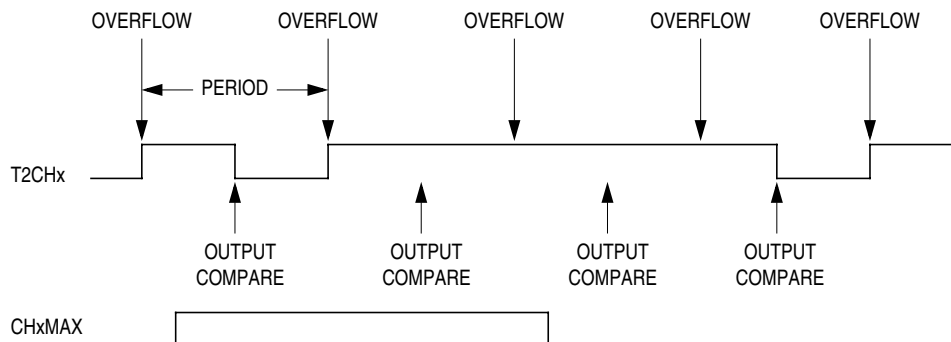 OVERFLOW OVERFLOW OVERFLOW OVERFLOW OVERFLOW
PERIOD
T2CHx
OUTPUT COMPARE
OUTPUT COMPARE
OUTPUT COMPARE
OUTPUT COMPARE
CHxMAX